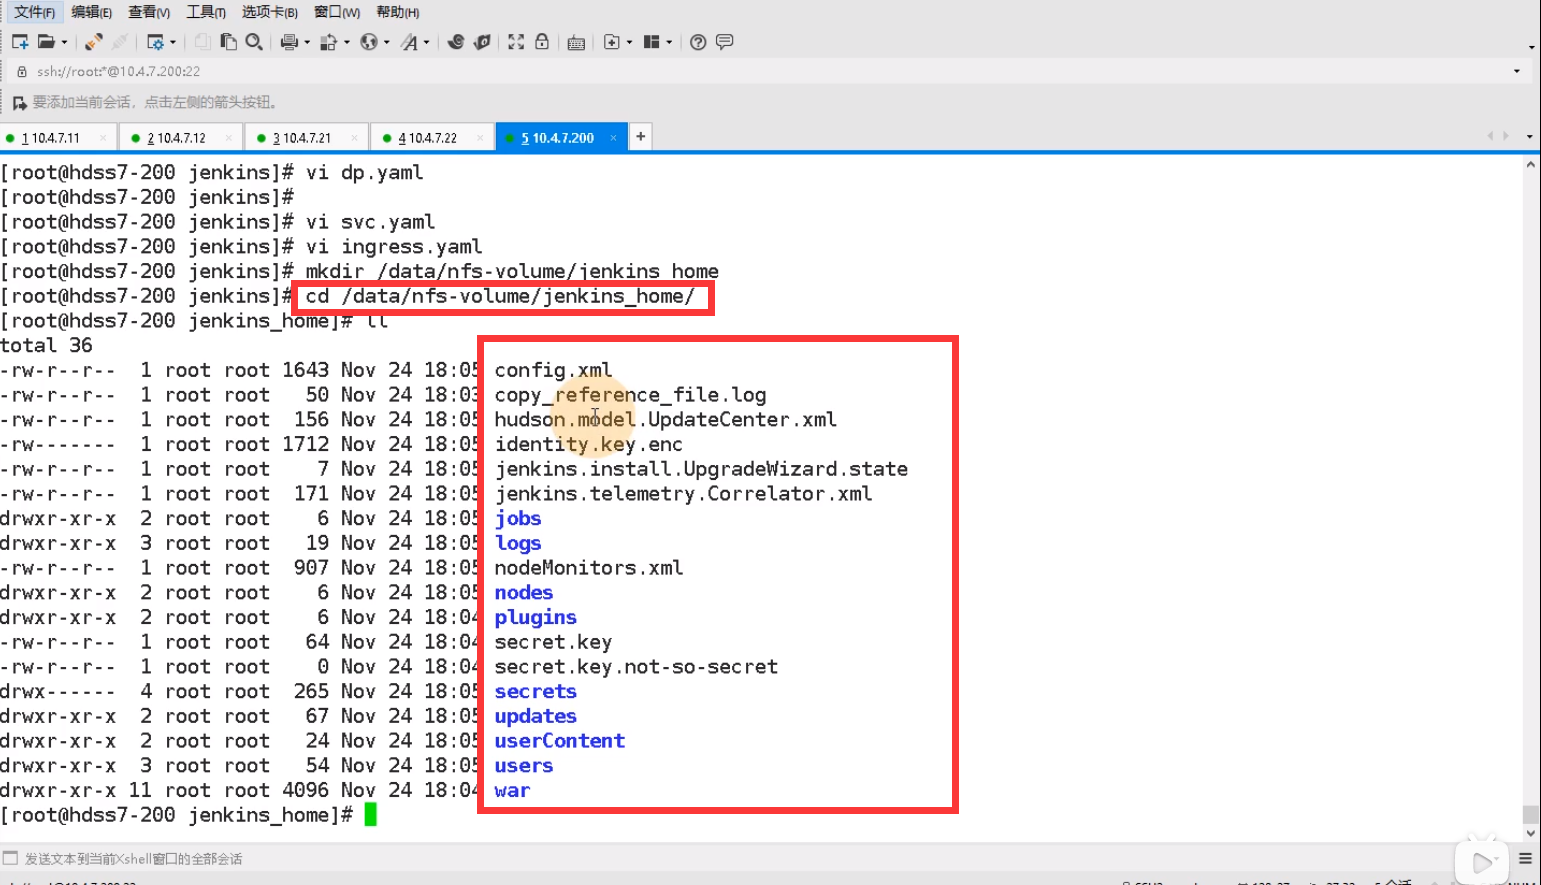 文件(F) 编辑(E) 查看(V) 工具(T) 选项卡(B) 窗口(W) 帮助(H)
ssh://root:*@10.4.7.200:22
要添加当前会话，点击左侧的箭头按钮。
1 10.4.7.11 × 2 10.4.7.12 × 3 10.4.7.21 × 4 10.4.7.22 × 5 10.4.7.200 × +
[root@hdss7-200 jenkins]# vi dp.yaml
[root@hdss7-200 jenkins]#
[root@hdss7-200 jenkins]# vi svc.yaml
[root@hdss7-200 jenkins]# vi ingress.yaml
[root@hdss7-200 jenkins]# mkdir /data/nfs-volume/jenkins_home
[root@hdss7-200 jenkins]# cd /data/nfs-volume/jenkins_home/
[root@hdss7-200 jenkins_home]# ll
total 36
-rw-r--r-- 1 root root 1643 Nov 24 18:05 config.xml
-rw-r--r-- 1 root root 50 Nov 24 18:03 copy_reference_file.log
-rw-r--r-- 1 root root 156 Nov 24 18:05 hudson.model.UpdateCenter.xml
-rw------- 1 root root 1712 Nov 24 18:05 identity.key.enc
-rw-r--r-- 1 root root 7 Nov 24 18:05 jenkins.install.UpgradeWizard.state
-rw-r--r-- 1 root root 171 Nov 24 18:05 jenkins.telemetry.Correlator.xml
drwxr-xr-x 2 root root 6 Nov 24 18:05 jobs
drwxr-xr-x 3 root root 19 Nov 24 18:05 logs
-rw-r--r-- 1 root root 907 Nov 24 18:05 nodeMonitors.xml
drwxr-xr-x 2 root root 6 Nov 24 18:05 nodes
drwxr-xr-x 2 root root 6 Nov 24 18:04 plugins
-rw-r--r-- 1 root root 64 Nov 24 18:04 secret.key
-rw-r--r-- 1 root root 0 Nov 24 18:04 secret.key.not-so-secret
drwx------ 4 root root 265 Nov 24 18:05 secrets
drwxr-xr-x 2 root root 67 Nov 24 18:05 updates
drwxr-xr-x 2 root root 24 Nov 24 18:05 userContent
drwxr-xr-x 3 root root 54 Nov 24 18:05 users
drwxr-xr-x 11 root root 4096 Nov 24 18:04 war
[root@hdss7-200 jenkins_home]#
发送文本到当前Xshell窗口的全部会话